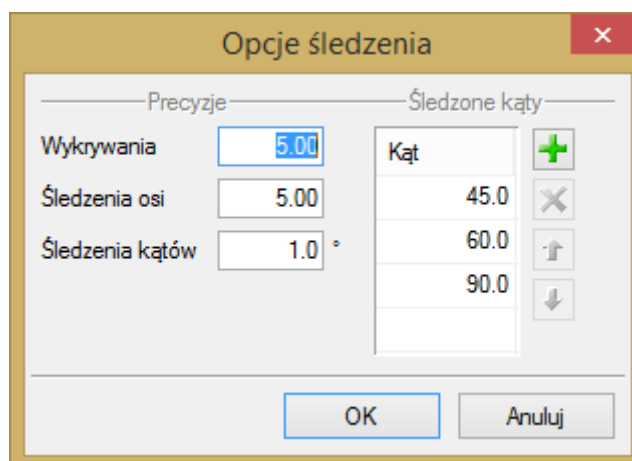 Opcje śledzenia
Precyzje
Wykrywania 5.00
Śledzenia osi 5.00
Śledzenia kątów 1.0 °
Śledzone kąty
Kąt
45.0
60.0
90.0
OK Anuluj